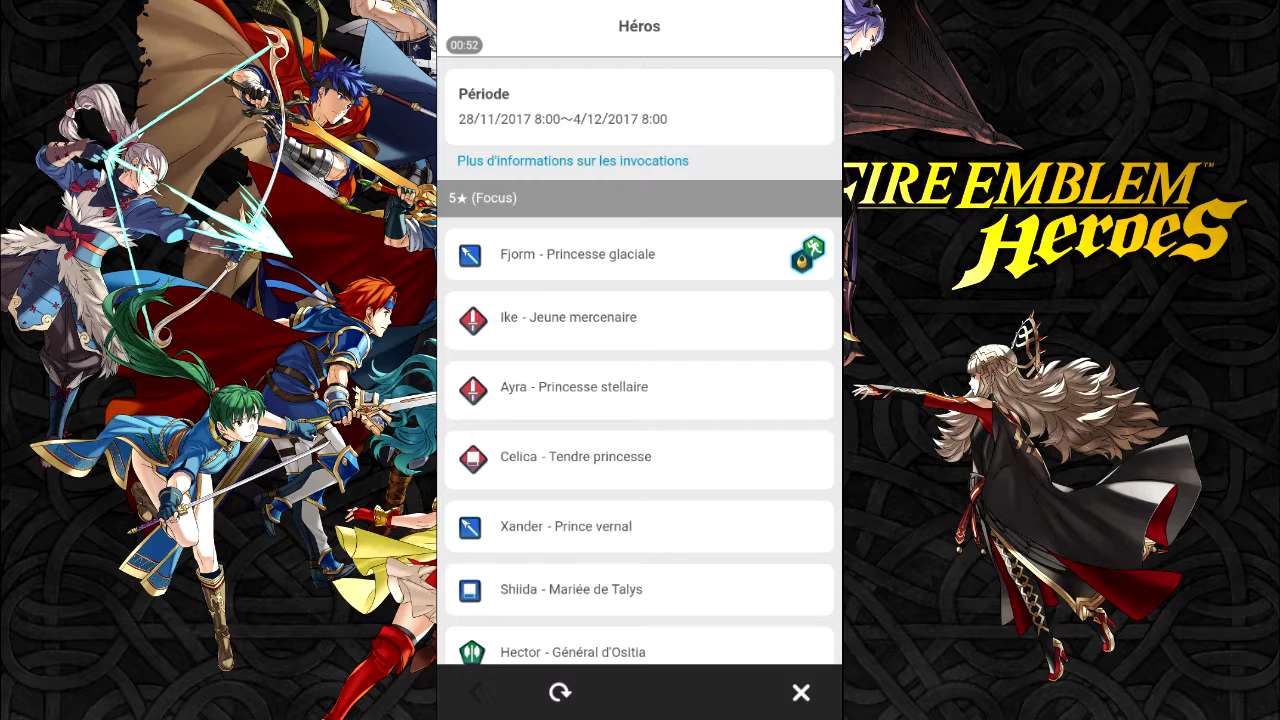 Héros
00:52
Période
28/11/2017 8:00～4/12/2017 8:00
Plus d'informations sur les invocations
5★ (Focus)
Fjorm - Princesse glaciale
Ike - Jeune mercenaire
Ayra - Princesse stellaire
Celica - Tendre princesse
Xander - Prince vernal
Shiida - Mariée de Talys
Hector - Général d'Ositia
FIRE EMBLEM™
Heroes